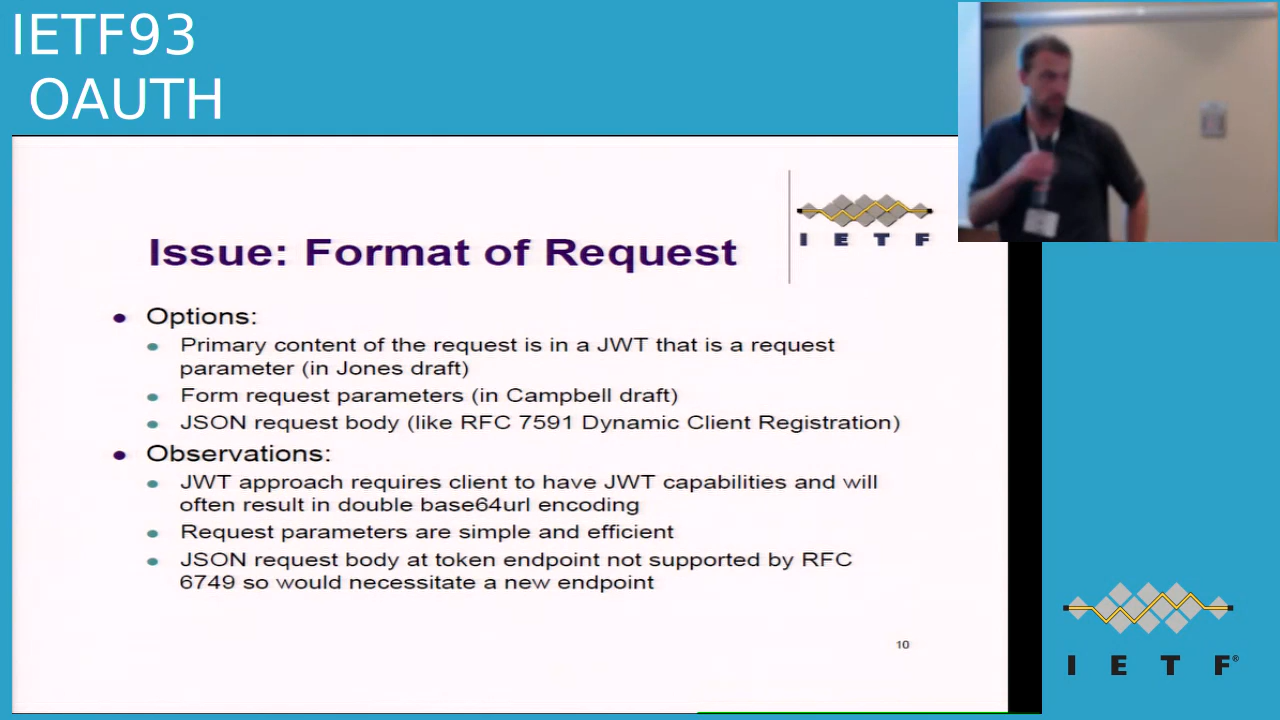 IETF93
OAUTH
I E T F
Issue: Format of Request
Options:
Primary content of the request is in a JWT that is a request
parameter (in Jones draft)
Form request parameters (in Campbell draft)
JSON request body (like RFC 7591 Dynamic Client Registration)
Observations:
JWT approach requires client to have JWT capabilities and will
often result in double base64url encoding
Request parameters are simple and efficient
JSON request body at token endpoint not supported by RFC
6749 so would necessitate a new endpoint
10
I E T F®